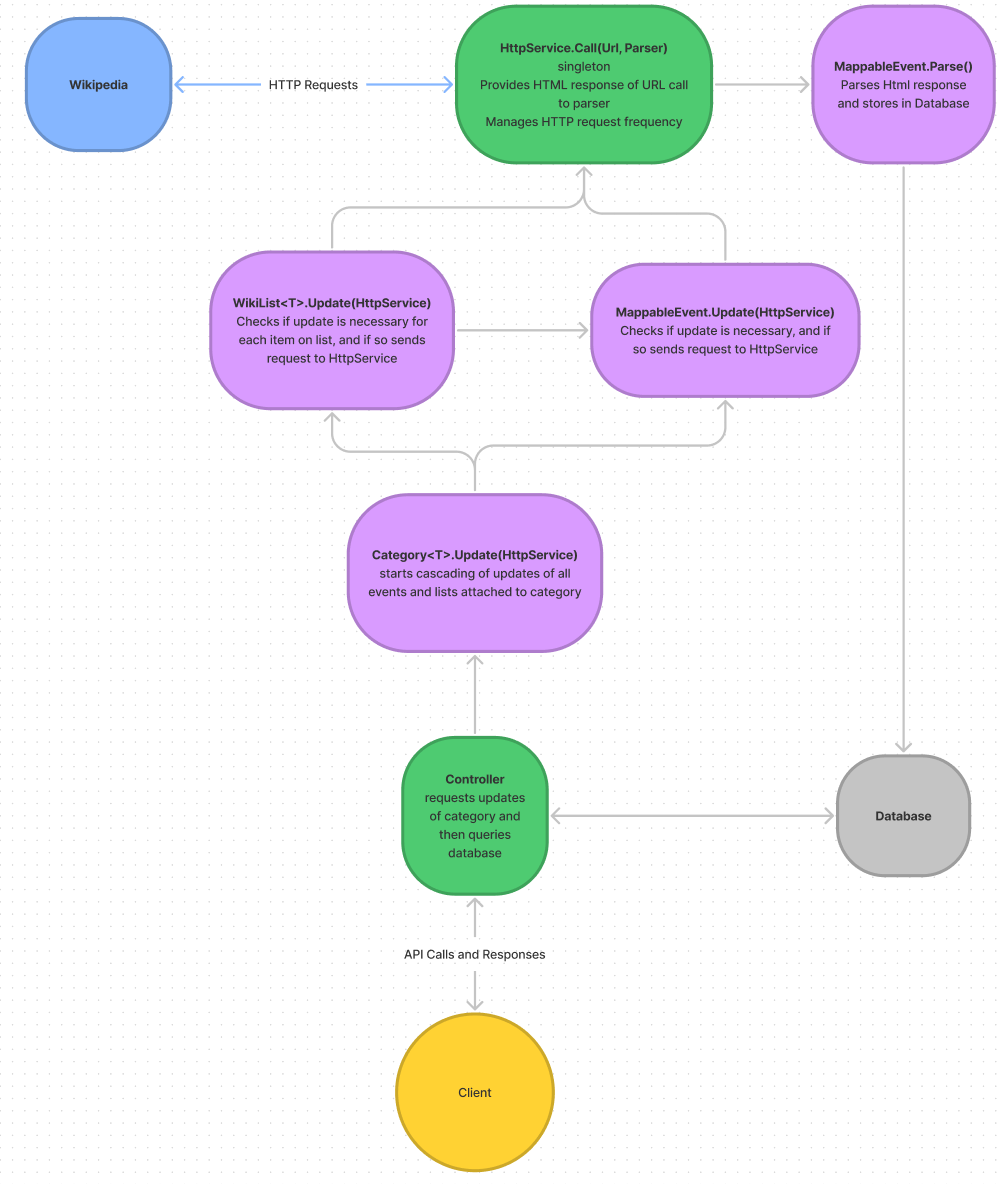 Wikipedia
HTTP Requests
HttpService.Call(Url, Parser)
singleton
Provides HTML response of URL call
to parser
Manages HTTP request frequency
MappableEvent.Parse()
Parses Html response
and stores in Database
WikiList<T>.Update(HttpService)
Checks if update is necessary for
each item on list, and if so sends
request to HttpService
MappableEvent.Update(HttpService)
Checks if update is necessary, and if
so sends request to HttpService
Category<T>.Update(HttpService)
starts cascading of updates of all
events and lists attached to category
Controller
requests updates
of category and
then queries
database
Database
API Calls and Responses
Client